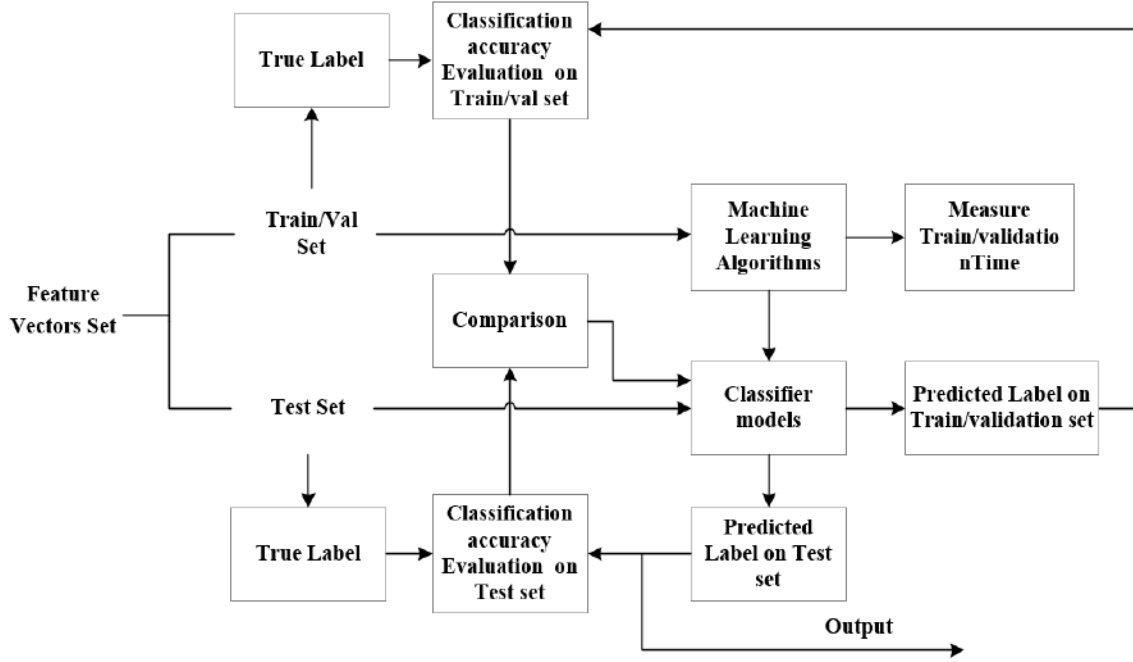 Classification
accuracy
Evaluation on
Train/val set
True Label
Train/Val
Set
Machine
Learning
Algorithms
Measure
Train/validatio
nTime
Feature
Vectors Set
Comparison
Test Set
Classifier
models
Predicted Label on
Train/validation set
True Label
Classification
accuracy
Evaluation on
Test set
Predicted
Label on Test
set
Output